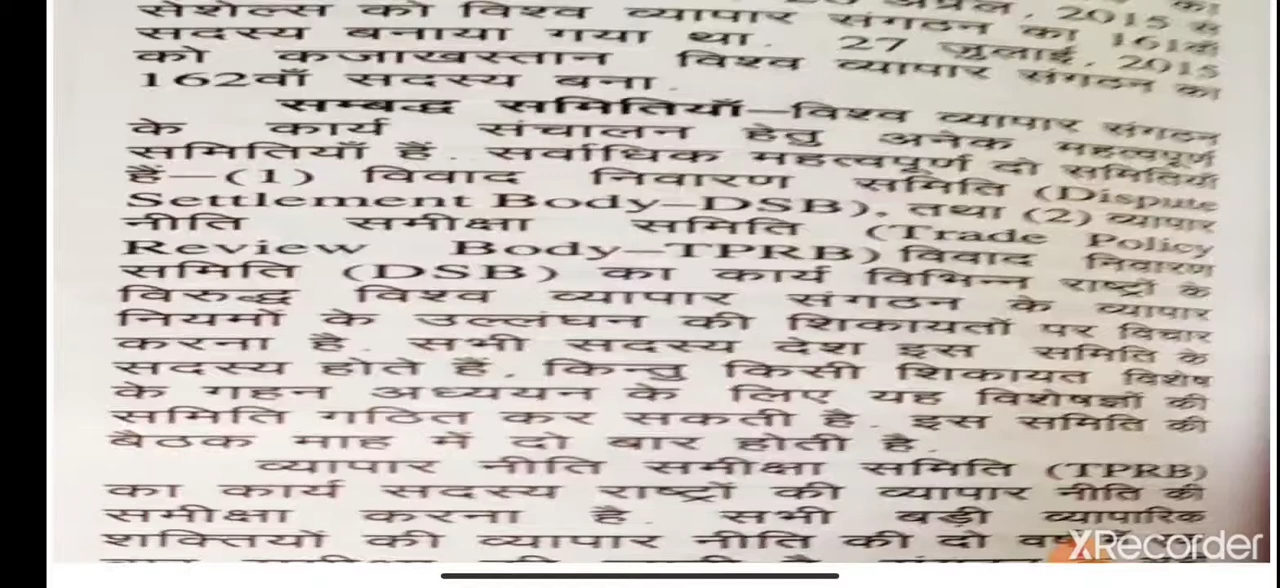 अप्रैल, 2015 से
सेशेल्स को विश्व व्यापार संगठन का 161वाँ
सदस्य बनाया गया था. 27 जुलाई, 2015
को कजाखस्तान विश्व व्यापार संगठन का
162वाँ सदस्य बना.
सम्बद्ध समितियाँ—विश्व व्यापार संगठन
के कार्य संचालन हेतु अनेक महत्वपूर्ण
समितियाँ हैं. सर्वाधिक महत्वपूर्ण दो समितियाँ
हैं—(1) विवाद निवारण समिति (Dispute
Settlement Body—DSB), तथा (2) व्यापार
नीति समीक्षा समिति (Trade Policy
Review Body—TPRB) विवाद निवारण
समिति (DSB) का कार्य विभिन्न राष्ट्रों के
विरुद्ध विश्व व्यापार संगठन के व्यापार
नियमों के उल्लंघन की शिकायतों पर विचार
करना है. सभी सदस्य देश इस समिति के
सदस्य होते हैं, किन्तु किसी शिकायत विशेष
के गहन अध्ययन के लिए यह विशेषज्ञों की
समिति गठित कर सकती है. इस समिति की
बैठक माह में दो बार होती है.
व्यापार नीति समीक्षा समिति (TPRB)
का कार्य सदस्य राष्ट्रों की व्यापार नीति की
समीक्षा करना है. सभी बड़ी व्यापारिक
शक्तियों की व्यापार नीति की दो
XRecorder